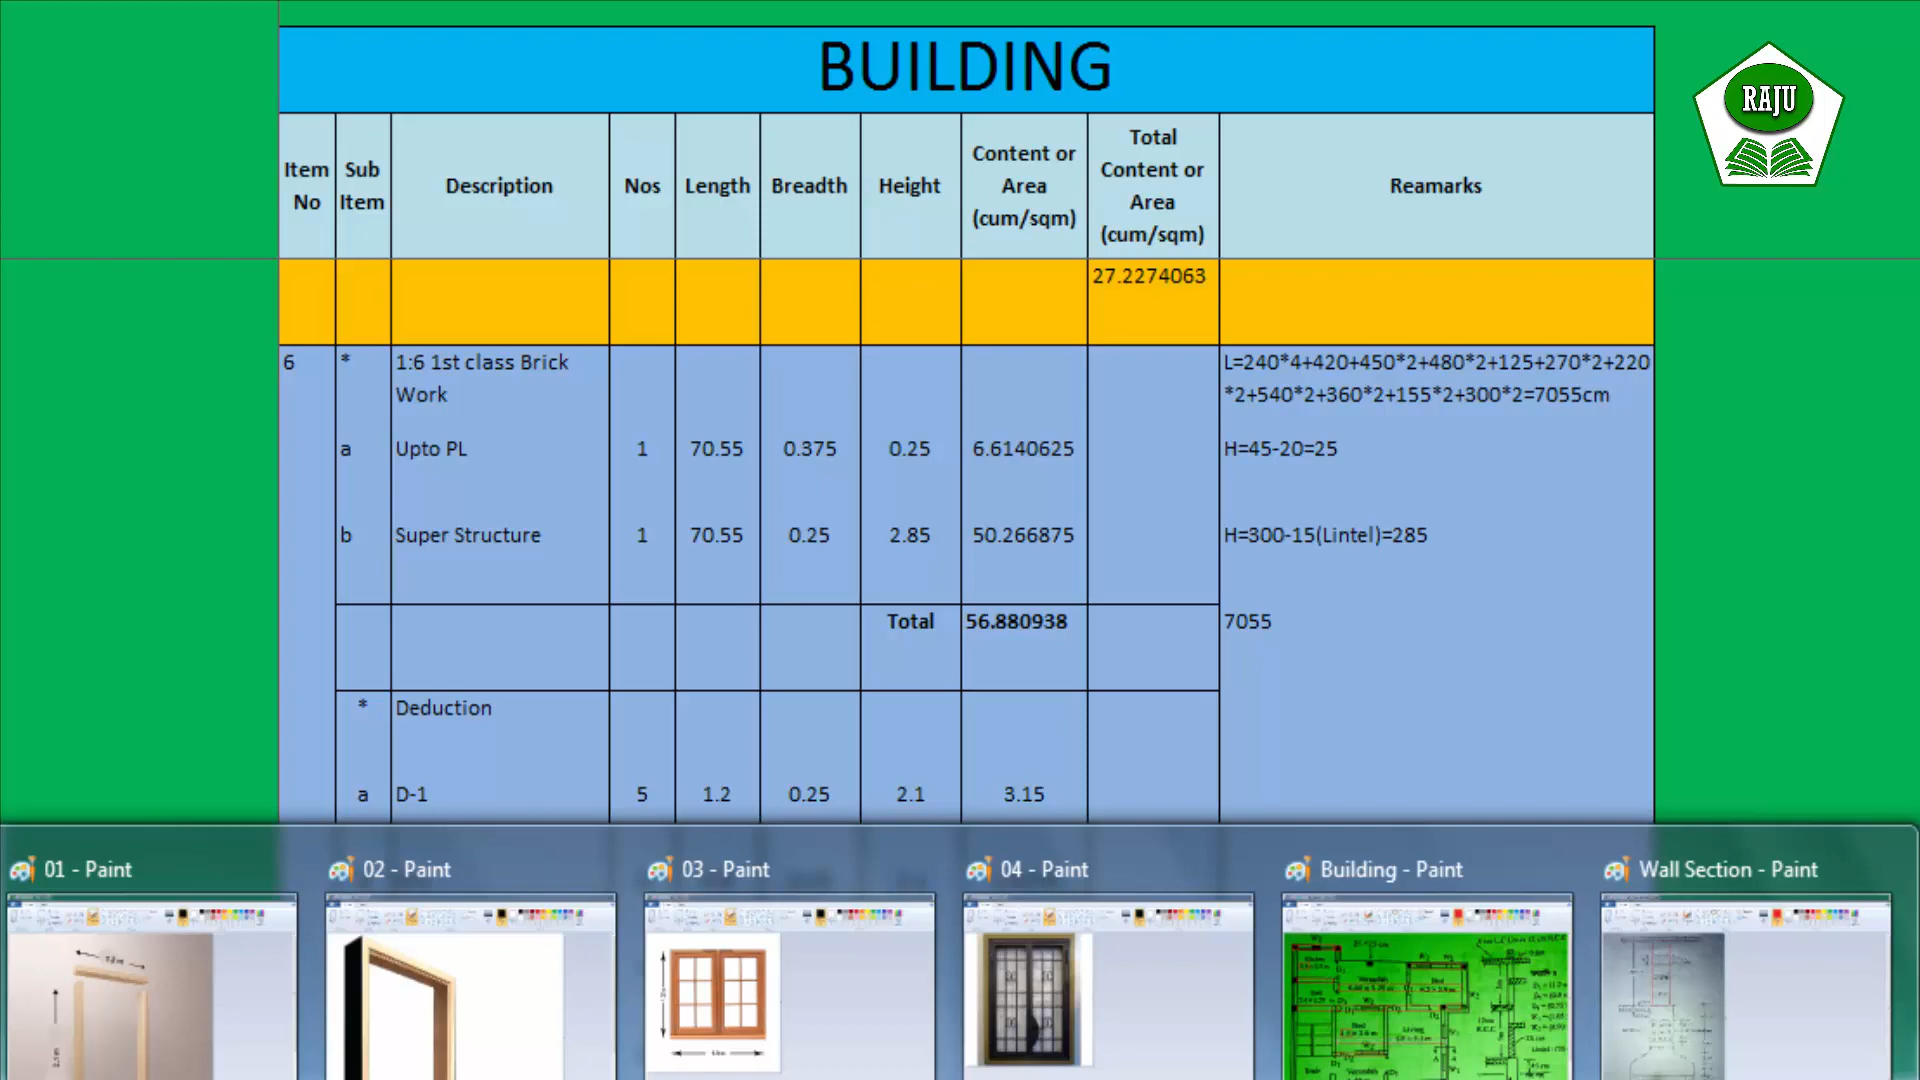 BUILDING
RAJU
Item No
Sub Item
Description
Nos
Length
Breadth
Height
Content or Area (cum/sqm)
Total Content or Area (cum/sqm)
Reamarks
27.2274063
6 * 1:6 1st class Brick Work
L=240*4+420+450*2+480*2+125+270*2+220
*2+540*2+360*2+155*2+300*2=7055cm
a Upto PL 1 70.55 0.375 0.25 6.6140625 H=45-20=25
b Super Structure 1 70.55 0.25 2.85 50.266875 H=300-15(Lintel)=285
Total 56.880938 7055
* Deduction
a D-1 5 1.2 0.25 2.1 3.15
01 - Paint
02 - Paint
03 - Paint
04 - Paint
Building - Paint
Wall Section - Paint